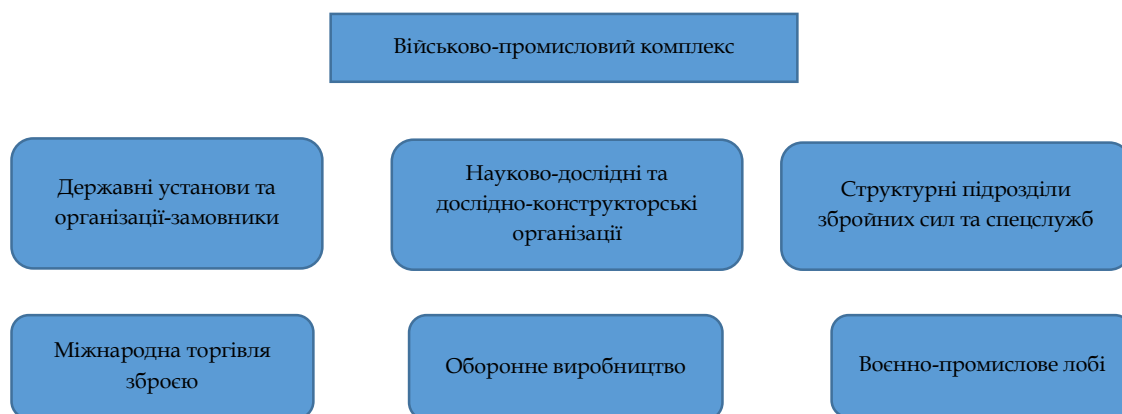 Військово-промисловий комплекс
Державні установи та
організації-замовники
Науково-дослідні та
дослідно-конструкторські
організації
Структурні підрозділи
збройних сил та спецслужб
Міжнародна торгівля
зброєю
Оборонне виробництво
Воєнно-промислове лобі